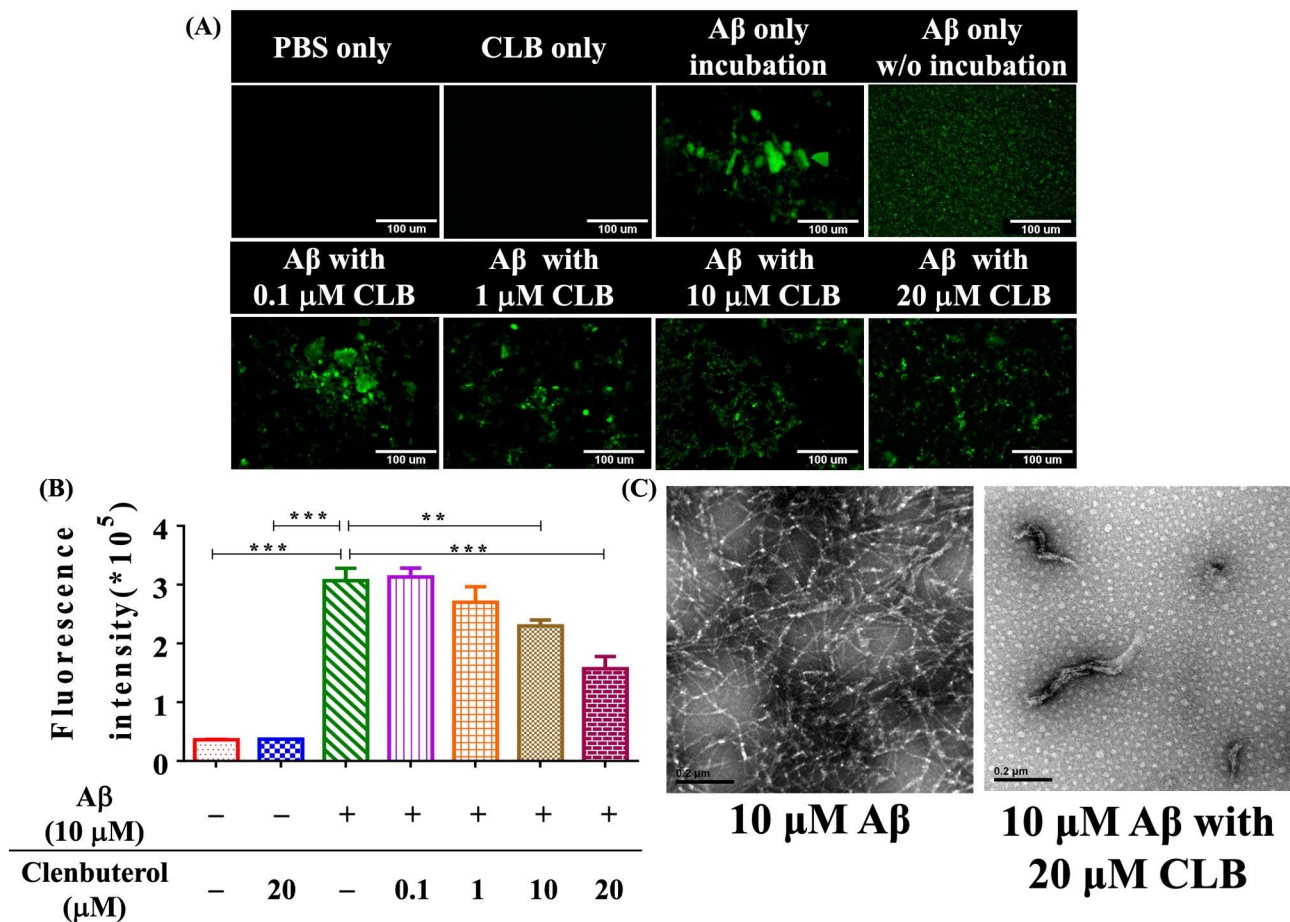 (A)
PBS only
CLB only
Aβ only
incubation
Aβ only
w/o incubation
100 um
100 um
100 um
100 um
Aβ with
0.1 μM CLB
Aβ with
1 μM CLB
Aβ with
10 μM CLB
Aβ with
20 μM CLB
100 um
100 um
100 um
100 um
(B)
Fluorescence
intensity(*10⁵)
4
3
2
1
0
***
**
***
***
Aβ
(10 μM)
– – + + + + +
Clenbuterol
(μM)
– 20 – 0.1 1 10 20
(C)
0.2 μm
10 μM Aβ
0.2 μm
10 μM Aβ with
20 μM CLB